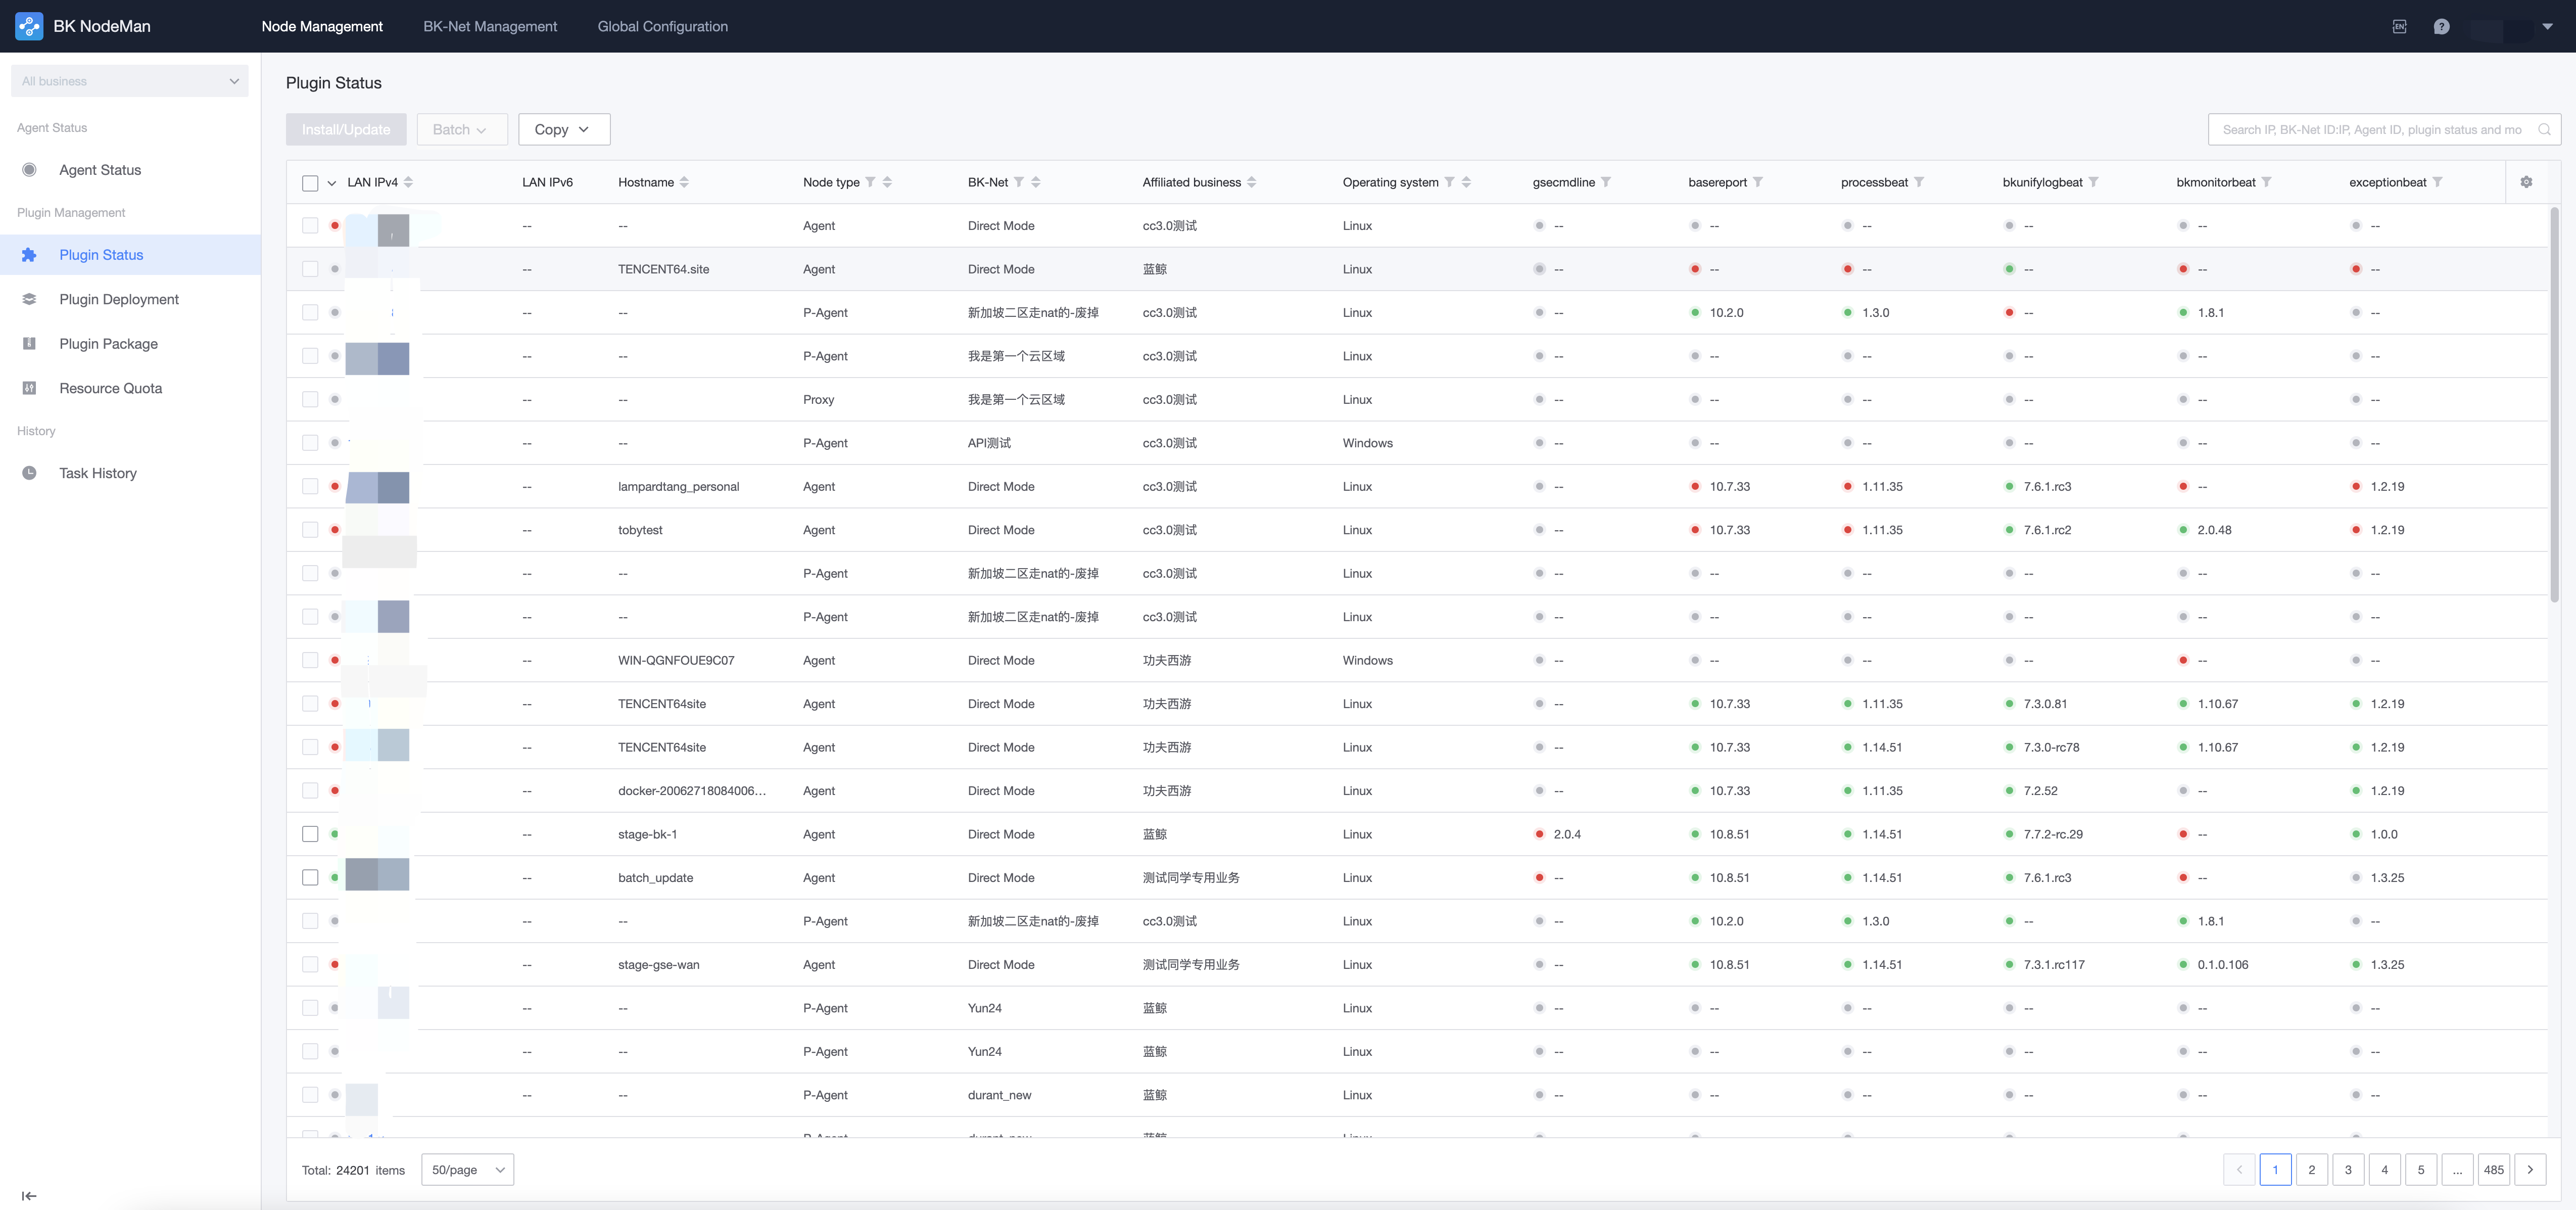 BK NodeMan Node Management BK-Net Management Global Configuration EN ?
All business
Agent Status
Agent Status
Plugin Management
Plugin Status
Plugin Deployment
Plugin Package
Resource Quota
History
Task History
Plugin Status
Install/Update Batch Copy Search IP, BK-Net ID:IP, Agent ID, plugin status and mo
LAN IPv4 LAN IPv6 Hostname Node type BK-Net Affiliated business Operating system gsecmdline basereport processbeat bkunifylogbeat bkmonitorbeat exceptionbeat
-- -- Agent Direct Mode cc3.0测试 Linux -- -- -- -- -- --
-- TENCENT64.site Agent Direct Mode 蓝鲸 Linux -- -- -- -- -- --
-- -- P-Agent 新加坡二区走nat的-废掉 cc3.0测试 Linux -- 10.2.0 1.3.0 -- 1.8.1 --
-- -- P-Agent 我是第一个云区域 cc3.0测试 Linux -- -- -- -- -- --
-- -- Proxy 我是第一个云区域 cc3.0测试 Linux -- -- -- -- -- --
-- -- P-Agent API测试 cc3.0测试 Windows -- -- -- -- -- --
-- lampardtang_personal Agent Direct Mode cc3.0测试 Linux -- 10.7.33 1.11.35 7.6.1.rc3 -- 1.2.19
-- tobytest Agent Direct Mode cc3.0测试 Linux -- 10.7.33 1.11.35 7.6.1.rc2 2.0.48 1.2.19
-- -- P-Agent 新加坡二区走nat的-废掉 cc3.0测试 Linux -- -- -- -- -- --
-- -- P-Agent 新加坡二区走nat的-废掉 cc3.0测试 Linux -- -- -- -- -- --
-- WIN-QGNFOUE9C07 Agent Direct Mode 功夫西游 Windows -- -- -- -- -- --
-- TENCENT64site Agent Direct Mode 功夫西游 Linux -- 10.7.33 1.11.35 7.3.0.81 1.10.67 1.2.19
-- TENCENT64site Agent Direct Mode 功夫西游 Linux -- 10.7.33 1.14.51 7.3.0-rc78 1.10.67 1.2.19
-- docker-20062718084006... Agent Direct Mode 功夫西游 Linux -- 10.7.33 1.11.35 7.2.52 -- 1.2.19
-- stage-bk-1 Agent Direct Mode 蓝鲸 Linux 2.0.4 10.8.51 1.14.51 7.7.2-rc.29 -- 1.0.0
-- batch_update Agent Direct Mode 测试同学专用业务 Linux -- 10.8.51 1.14.51 7.6.1.rc3 -- 1.3.25
-- -- P-Agent 新加坡二区走nat的-废掉 cc3.0测试 Linux -- 10.2.0 1.3.0 -- 1.8.1 --
-- stage-gse-wan Agent Direct Mode 测试同学专用业务 Linux -- 10.8.51 1.14.51 7.3.1.rc117 0.1.0.106 1.3.25
-- -- P-Agent Yun24 蓝鲸 Linux -- -- -- -- -- --
-- -- P-Agent Yun24 蓝鲸 Linux -- -- -- -- -- --
-- -- P-Agent durant_new 蓝鲸 Linux -- -- -- -- -- --
P-Agent durant_new 蓝鲸 Linux
Total: 24201 items 50/page 1 2 3 4 5 ... 485